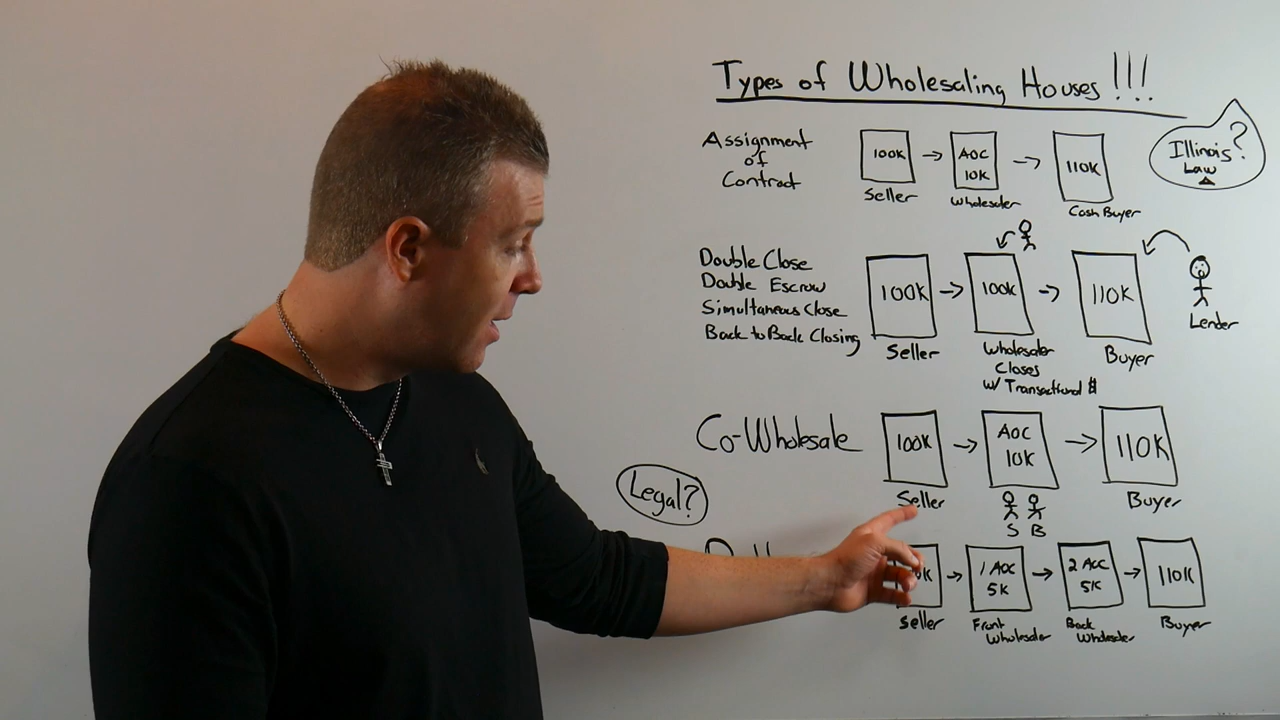 Types of Wholesaling Houses!!!
Assignment
of
Contract
100K
Seller
AOC
10K
Wholesaler
110K
Cash Buyer
Illinois?
Law
Double Close
Double Escrow
Simultaneous Close
Back to Back Closing
100K
Seller
100K
Wholesaler
Closes
w/ Transactional $
110K
Buyer
Lender
Co-Wholesale
100K
Seller
AOC
10K
S B
110K
Buyer
Legal?
Seller
1 AOC
5K
Front
Wholesaler
2 AOC
5K
Back
Wholesaler
110K
Buyer